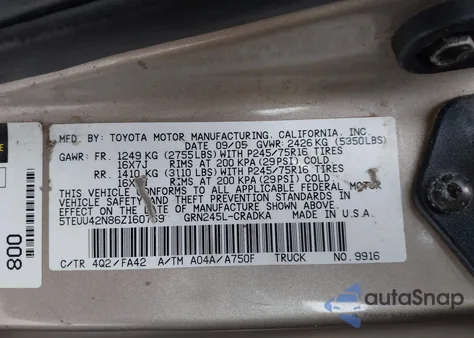 MFD. BY: TOYOTA MOTOR MANUFACTURING, CALIFORNIA, INC.
DATE 09/05 GVWR: 2426 KG (5350LBS)
GAWR: FR. 1249 KG (2755LBS) WITH P245/75R16 TIRES
16X7J RIMS AT 200 KPA (29PSI) COLD
RR. 1410 KG (3110 LBS) WITH P245/75R16 TIRES
16X7J RIMS AT 200 KPA (29PSI) COLD
THIS VEHICLE CONFORMS TO ALL APPLICABLE FEDERAL MOTOR
VEHICLE SAFETY AND THEFT PREVENTION STANDARDS IN
EFFECT ON THE DATE OF MANUFACTURE SHOWN ABOVE.
GRN245L-CRADKA
C/TR 4Q2/FA42 A/TM A04A/A750F TRUCK NO. 9916
008
autoSnap